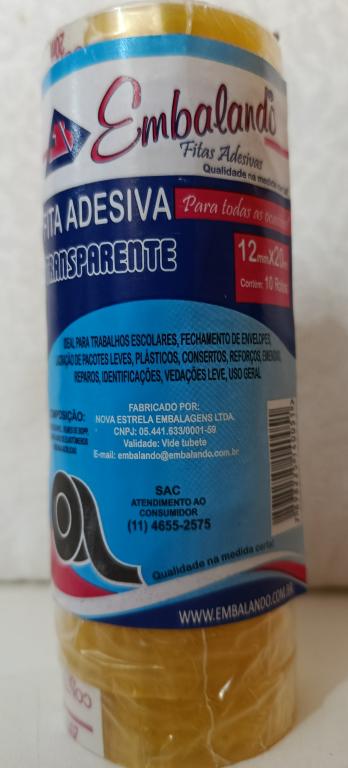 Embalando
Fitas Adesivas
Qualidade na medida certa!
FITA ADESIVA
Para todas as
TRANSPARENTE
12mmX20
Contém: 10 Rolos
IDEAL PARA TRABALHOS ESCOLARES, FECHAMENTO DE ENVELOPES,
DE PACOTES LEVES, PLÁSTICOS, CONSERTOS, REFORÇOS, EMENDAS,
REPAROS, IDENTIFICAÇÕES, VEDAÇÕES LEVE, USO GERAL
COMPOSIÇÃO:
FABRICADO POR:
NOVA ESTRELA EMBALAGENS LTDA.
CNPJ: 05.441.633/0001-59
Validade: Vide tubete
E-mail: embalando@embalando.com.br
SAC
ATENDIMENTO AO
CONSUMIDOR
(11) 4655-2575
Qualidade na medida certa!
WWW.EMBALANDO.COM.BR